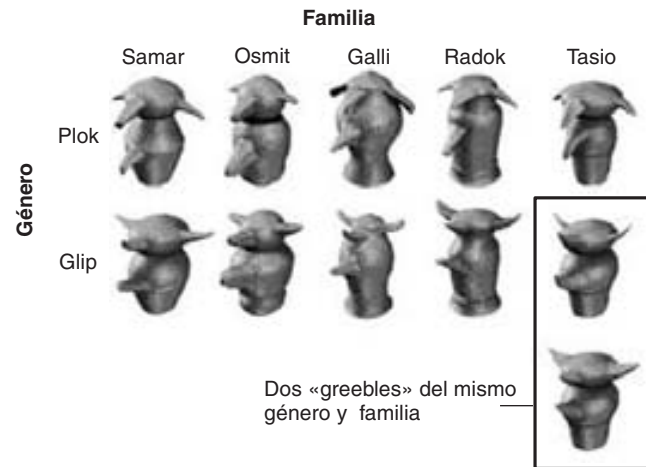 Familia
Samar Osmit Galli Radok Tasio
Género
Plok
Glip
Dos «greebles» del mismo
género y familia